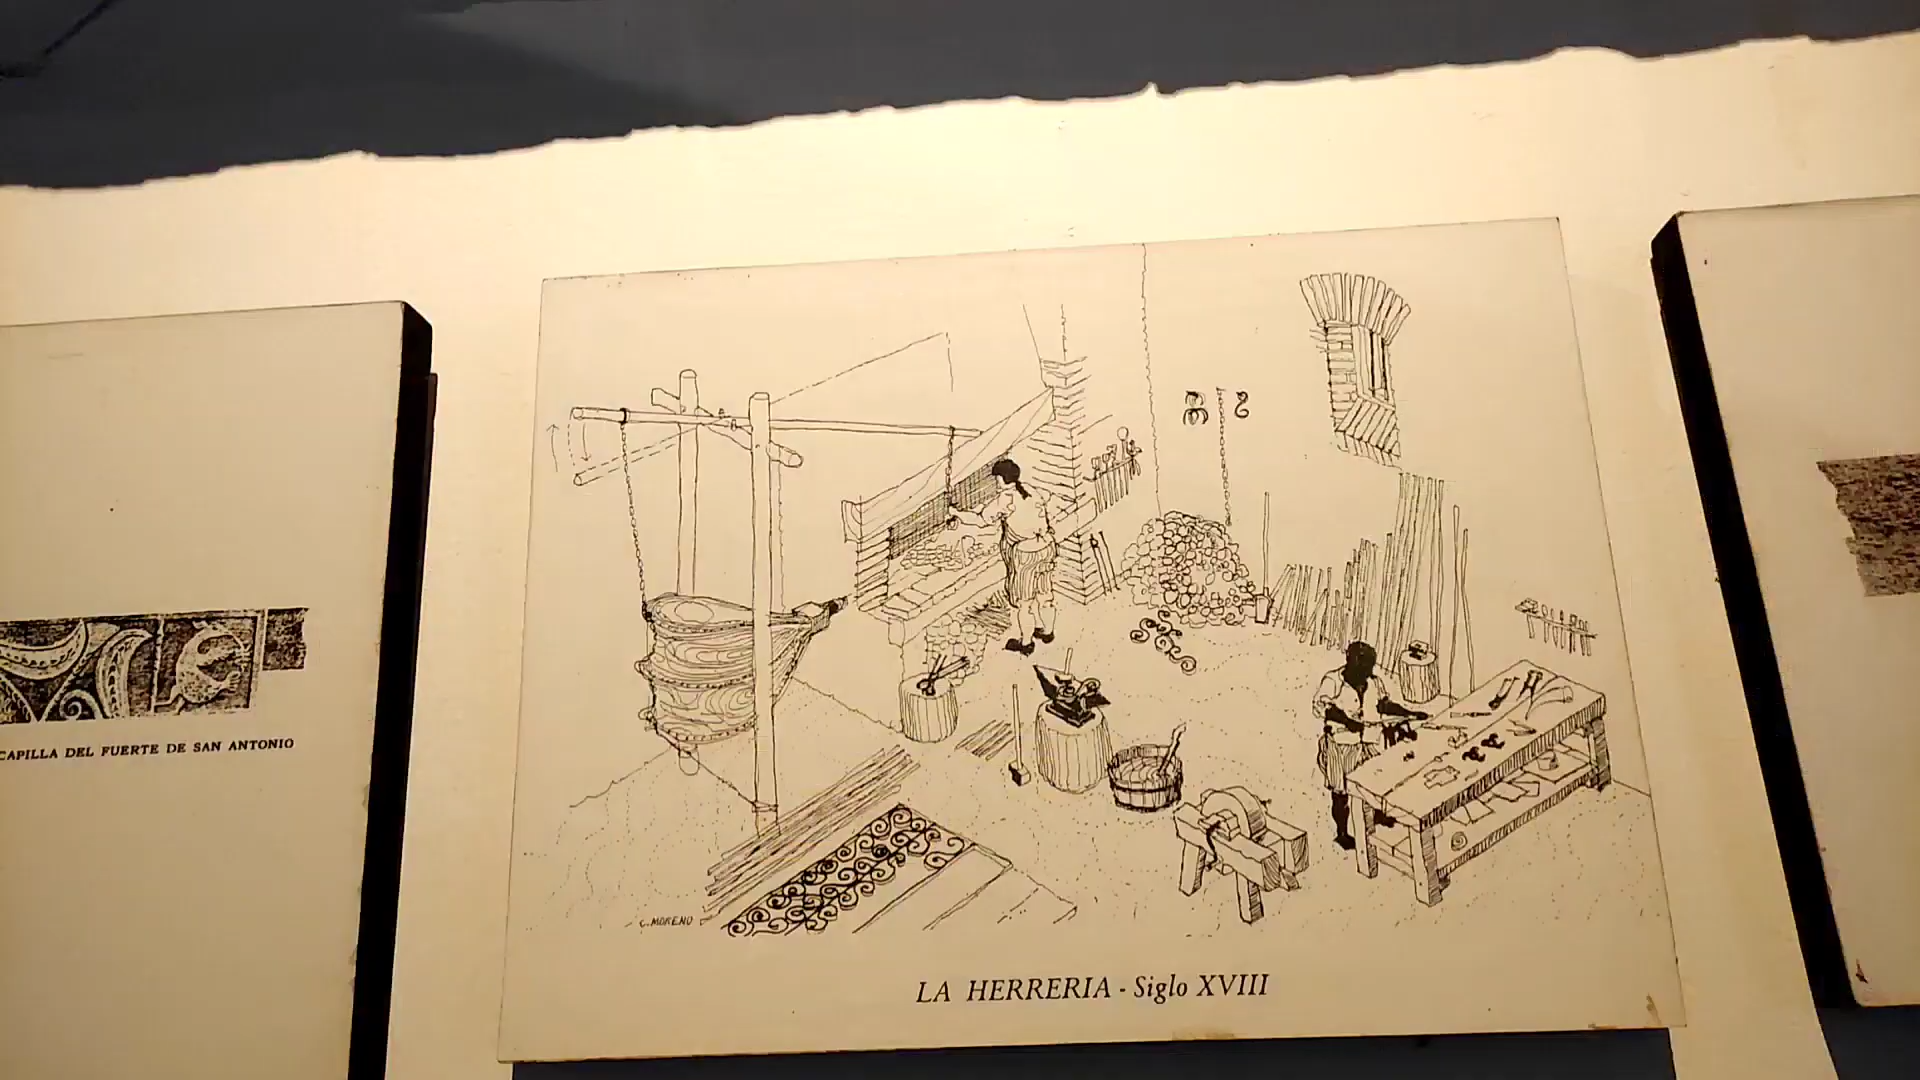 CAPILLA DEL FUERTE DE SAN ANTONIO
C. MORENO
LA HERRERIA - Siglo XVIII